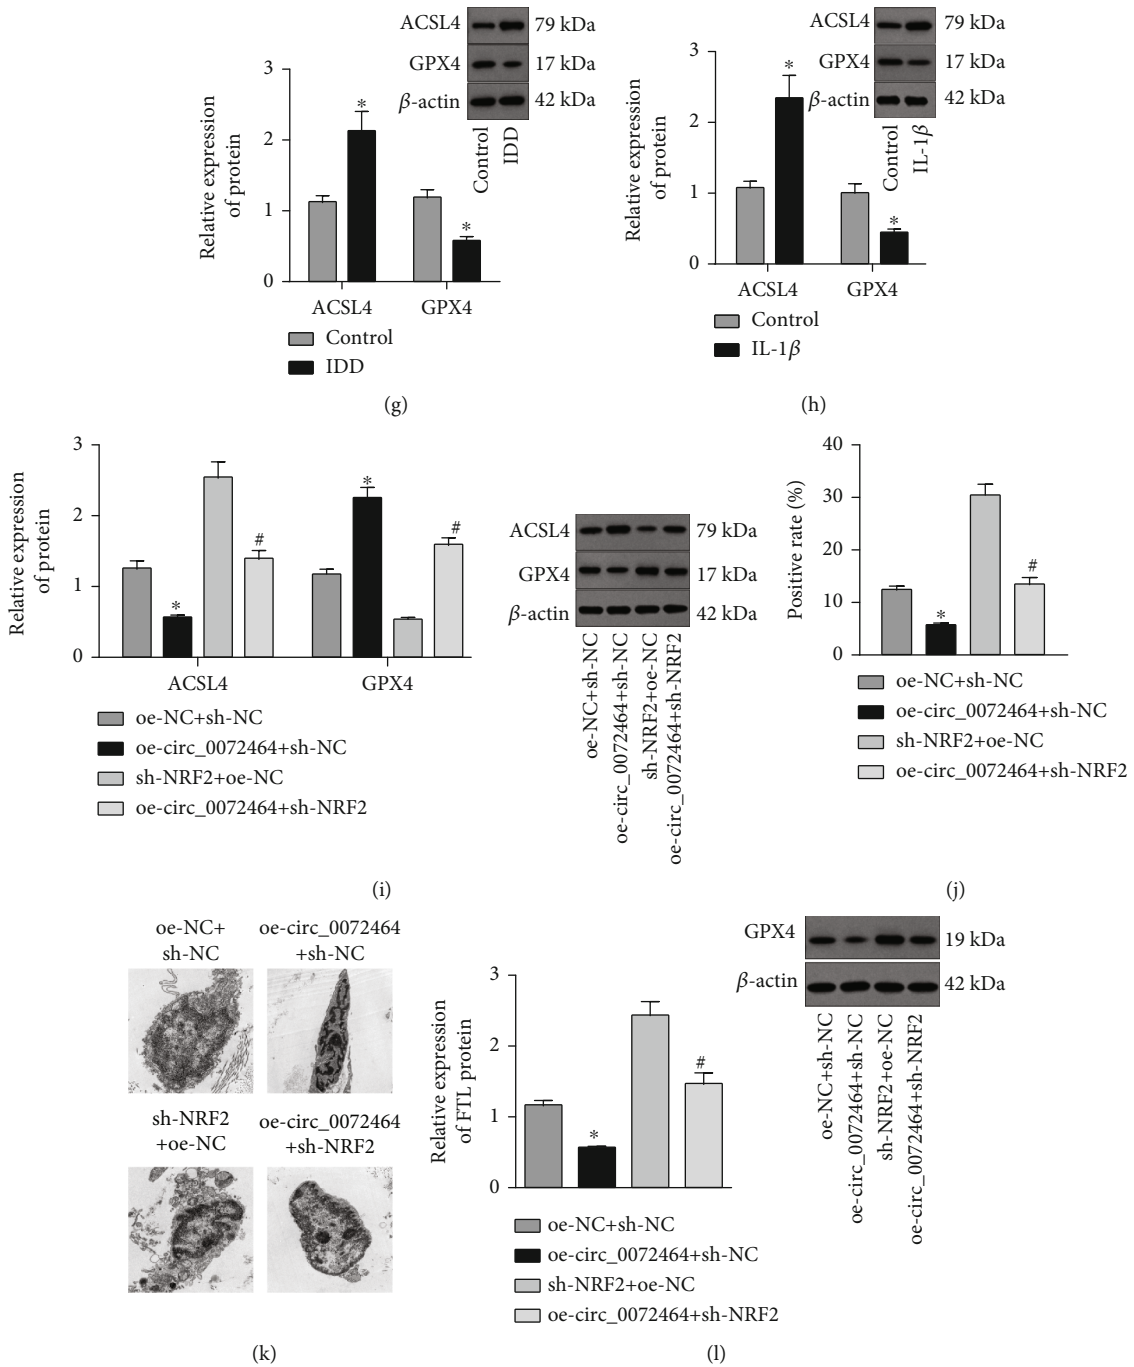 ACSL4 79 kDa
GPX4 17 kDa
β-actin 42 kDa
Control
IDD
Relative expression
of protein
3
2
1
0
*
*
ACSL4 GPX4
Control
IDD
(g)
ACSL4 79 kDa
GPX4 17 kDa
β-actin 42 kDa
Control
IL-1β
Relative expression
of protein
3
2
1
0
*
*
ACSL4 GPX4
Control
IL-1β
(h)
Relative expression
of protein
3
2
1
0
*
#
*
#
ACSL4 GPX4
oe-NC+sh-NC
oe-circ_0072464+sh-NC
sh-NRF2+oe-NC
oe-circ_0072464+sh-NRF2
ACSL4 79 kDa
GPX4 17 kDa
β-actin 42 kDa
oe-NC+sh-NC
oe-circ_0072464+sh-NC
sh-NRF2+oe-NC
oe-circ_0072464+sh-NRF2
(i)
Positive rate (%)
40
30
20
10
0
*
#
oe-NC+sh-NC
oe-circ_0072464+sh-NC
sh-NRF2+oe-NC
oe-circ_0072464+sh-NRF2
(j)
oe-NC+
sh-NC
oe-circ_0072464
+sh-NC
sh-NRF2
+oe-NC
oe-circ_0072464
+sh-NRF2
(k)
Relative expression
of FTL protein
3
2
1
0
*
#
oe-NC+sh-NC
oe-circ_0072464+sh-NC
sh-NRF2+oe-NC
oe-circ_0072464+sh-NRF2
GPX4 19 kDa
β-actin 42 kDa
oe-NC+sh-NC
oe-circ_0072464+sh-NC
sh-NRF2+oe-NC
oe-circ_0072464+sh-NRF2
(l)